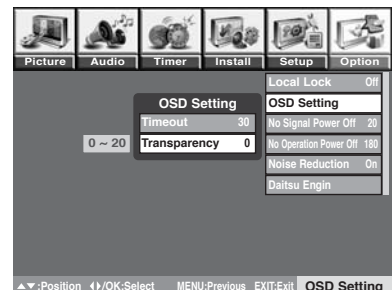 Picture Audio Timer Install Setup Option
Local Lock Off
OSD Setting
No Signal Power Off 20
No Operation Power Off 180
Noise Reduction On
Daitsu Engin
OSD Setting
Timeout 30
Transparency 0
0 ~ 20
▲▼:Position ◀▶/OK:Select MENU:Previous EXIT:Exit OSD Setting